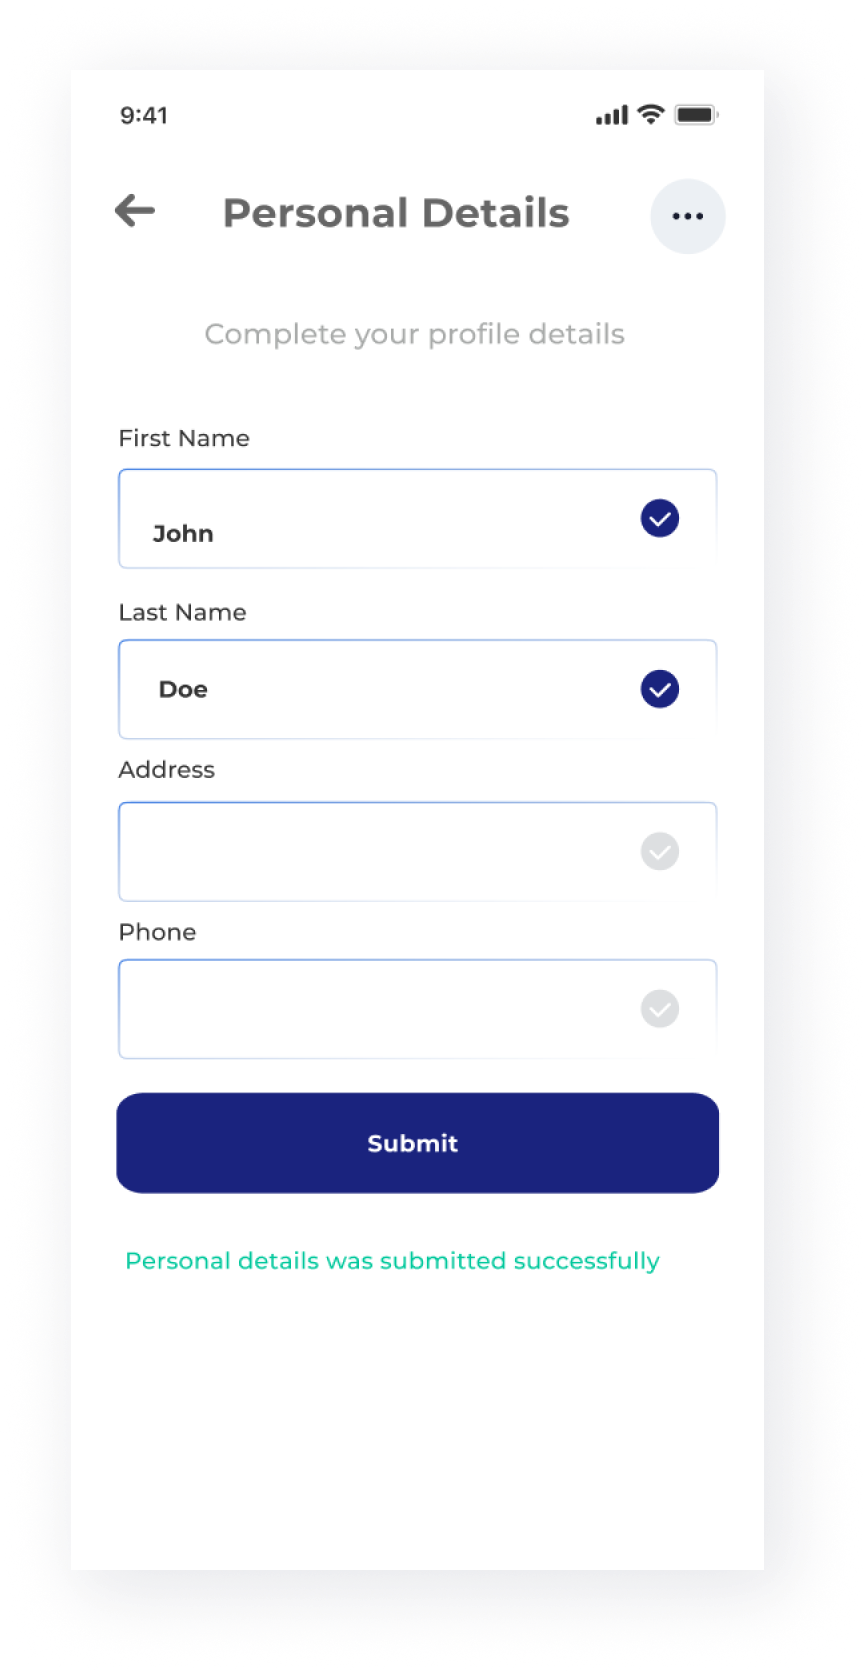 9:41
Personal Details
Complete your profile details
First Name
John
Last Name
Doe
Address
Phone
Submit
Personal details was submitted successfully